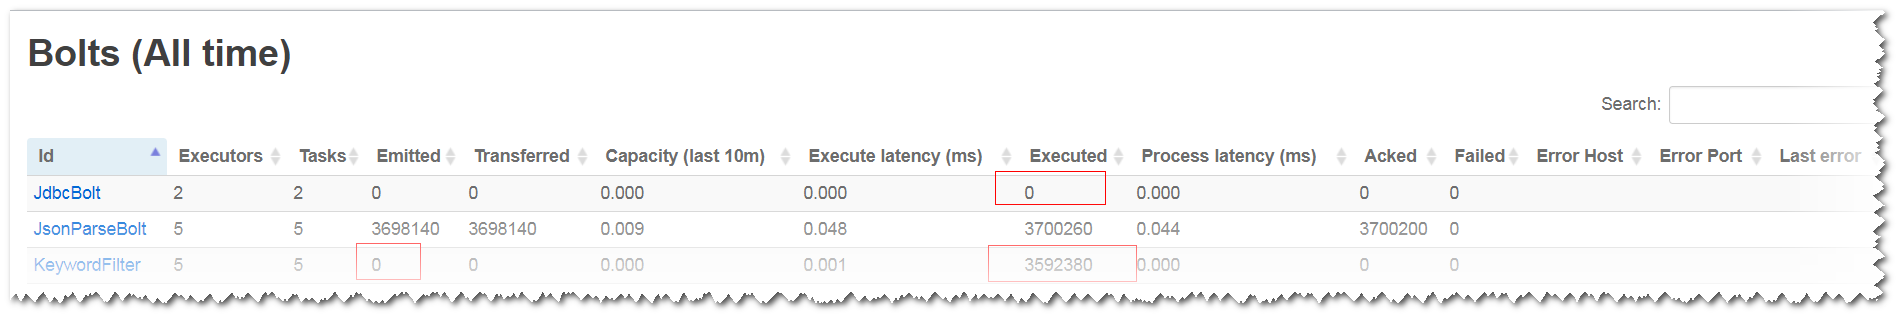 Bolts (All time)
Search:
Id Executors Tasks Emitted Transferred Capacity (last 10m) Execute latency (ms) Executed Process latency (ms) Acked Failed Error Host Error Port Last error
JdbcBolt 2 2 0 0 0.000 0.000 0 0.000 0 0
JsonParseBolt 5 5 3698140 3698140 0.009 0.048 3700260 0.044 3700200 0
KeywordFilter 5 5 0 0 0.000 0.001 3592380 0.000 0 0